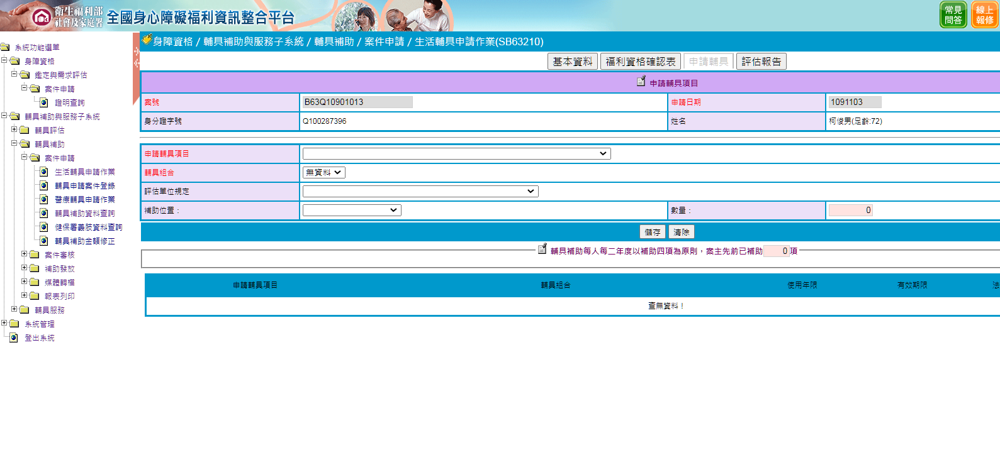 衛生福利部
社會及家庭署
全國身心障礙福利資訊整合平台
常見
問答
線上
報修
系統功能選單
身障資格
鑑定與需求評估
案件申請
證明查詢
輔具補助與服務子系統
輔具評估
輔具補助
案件申請
生活輔具申請作業
輔具申請案件登錄
醫療輔具申請作業
輔具補助資料查詢
健保署義肢資料查詢
輔具補助金額修正
案件審核
補助發放
媒體轉檔
報表列印
輔具服務
系統管理
登出系統
身障資格 / 輔具補助與服務子系統 / 輔具補助 / 案件申請 / 生活輔具申請作業(SB63210)
基本資料 福利資格確認表 申請輔具 評估報告
申請輔具項目
案號 B63Q10901013 申請日期 1091103
身分證字號 Q100287396 姓名 柯俊男(足齡:72)
申請輔具項目
輔具組合 無資料
評估單位規定
補助位置： 數量： 0
儲存 清除
輔具補助每人每二年度以補助四項為原則，案主先前已補助 0 項
申請輔具項目 輔具組合 使用年限 有效期限 法
查無資料！